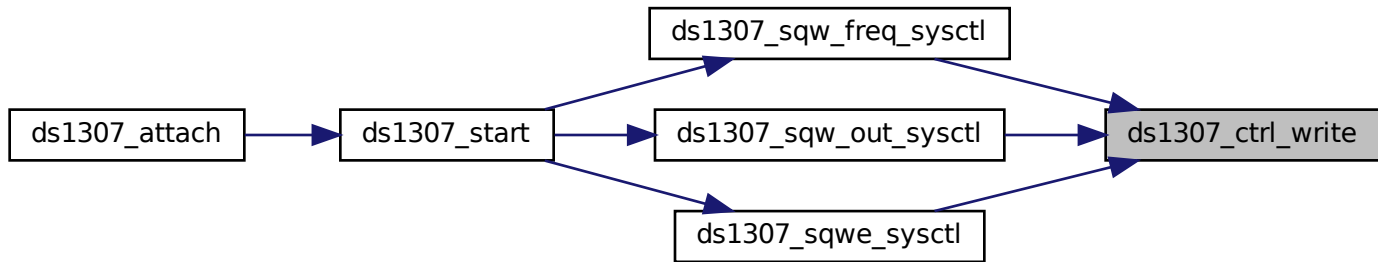 ds1307_sqw_freq_sysctl
ds1307_attach
ds1307_start
ds1307_sqw_out_sysctl
ds1307_ctrl_write
ds1307_sqwe_sysctl